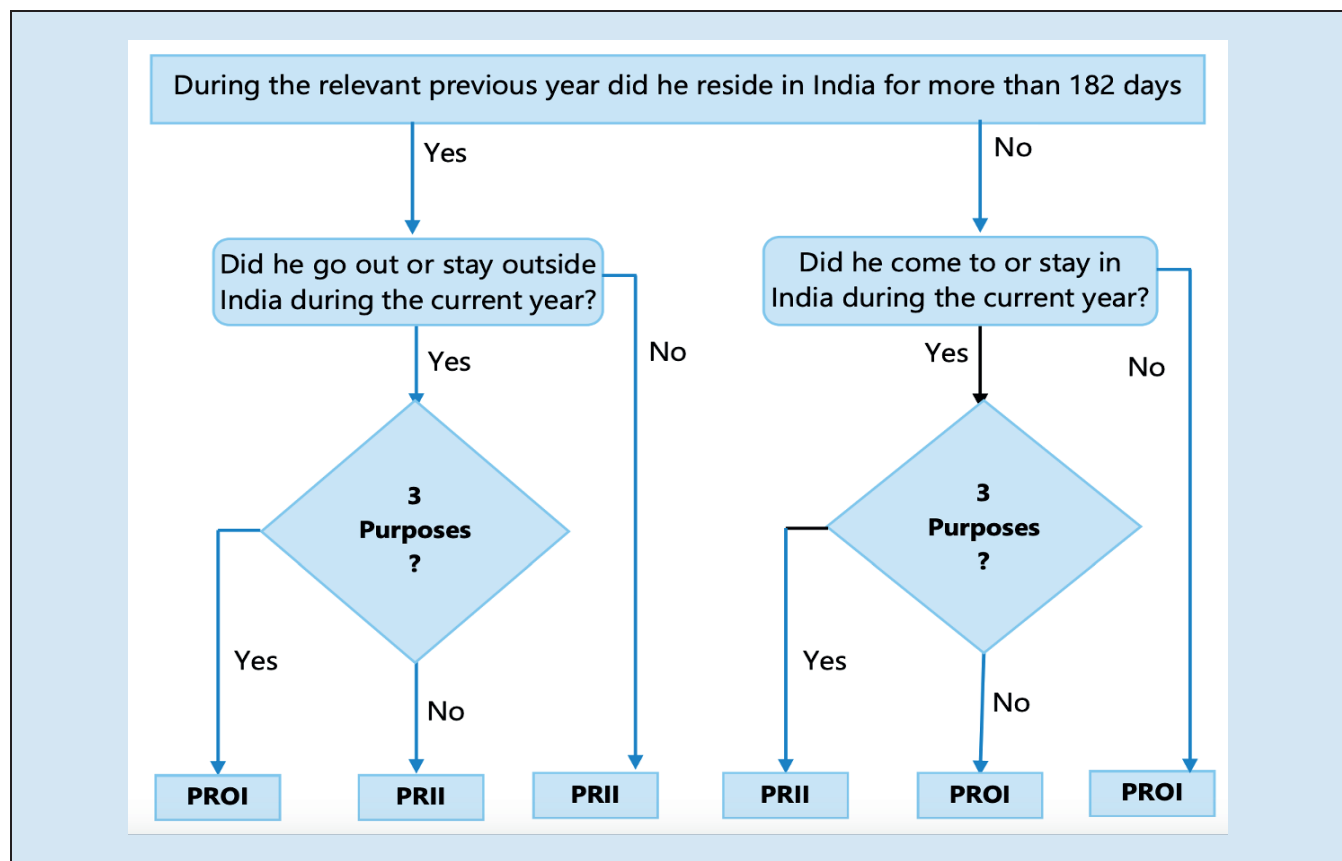 During the relevant previous year did he reside in India for more than 182 days
Yes
No
Did he go out or stay outside
India during the current year?
Did he come to or stay in
India during the current year?
Yes
No
Yes
No
3
Purposes
?
3
Purposes
?
Yes
No
Yes
No
PROI
PRII
PRII
PRII
PROI
PROI